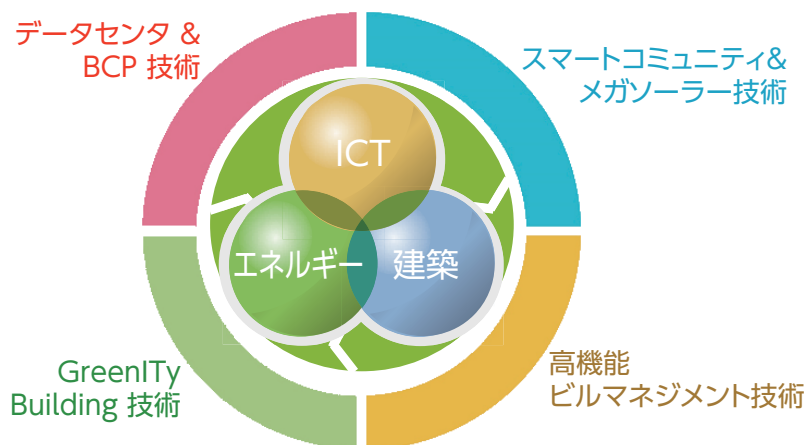 データセンタ &
BCP 技術
スマートコミュニティ&
メガソーラー技術
ICT
エネルギー
建築
GreenITy
Building 技術
高機能
ビルマネジメント技術